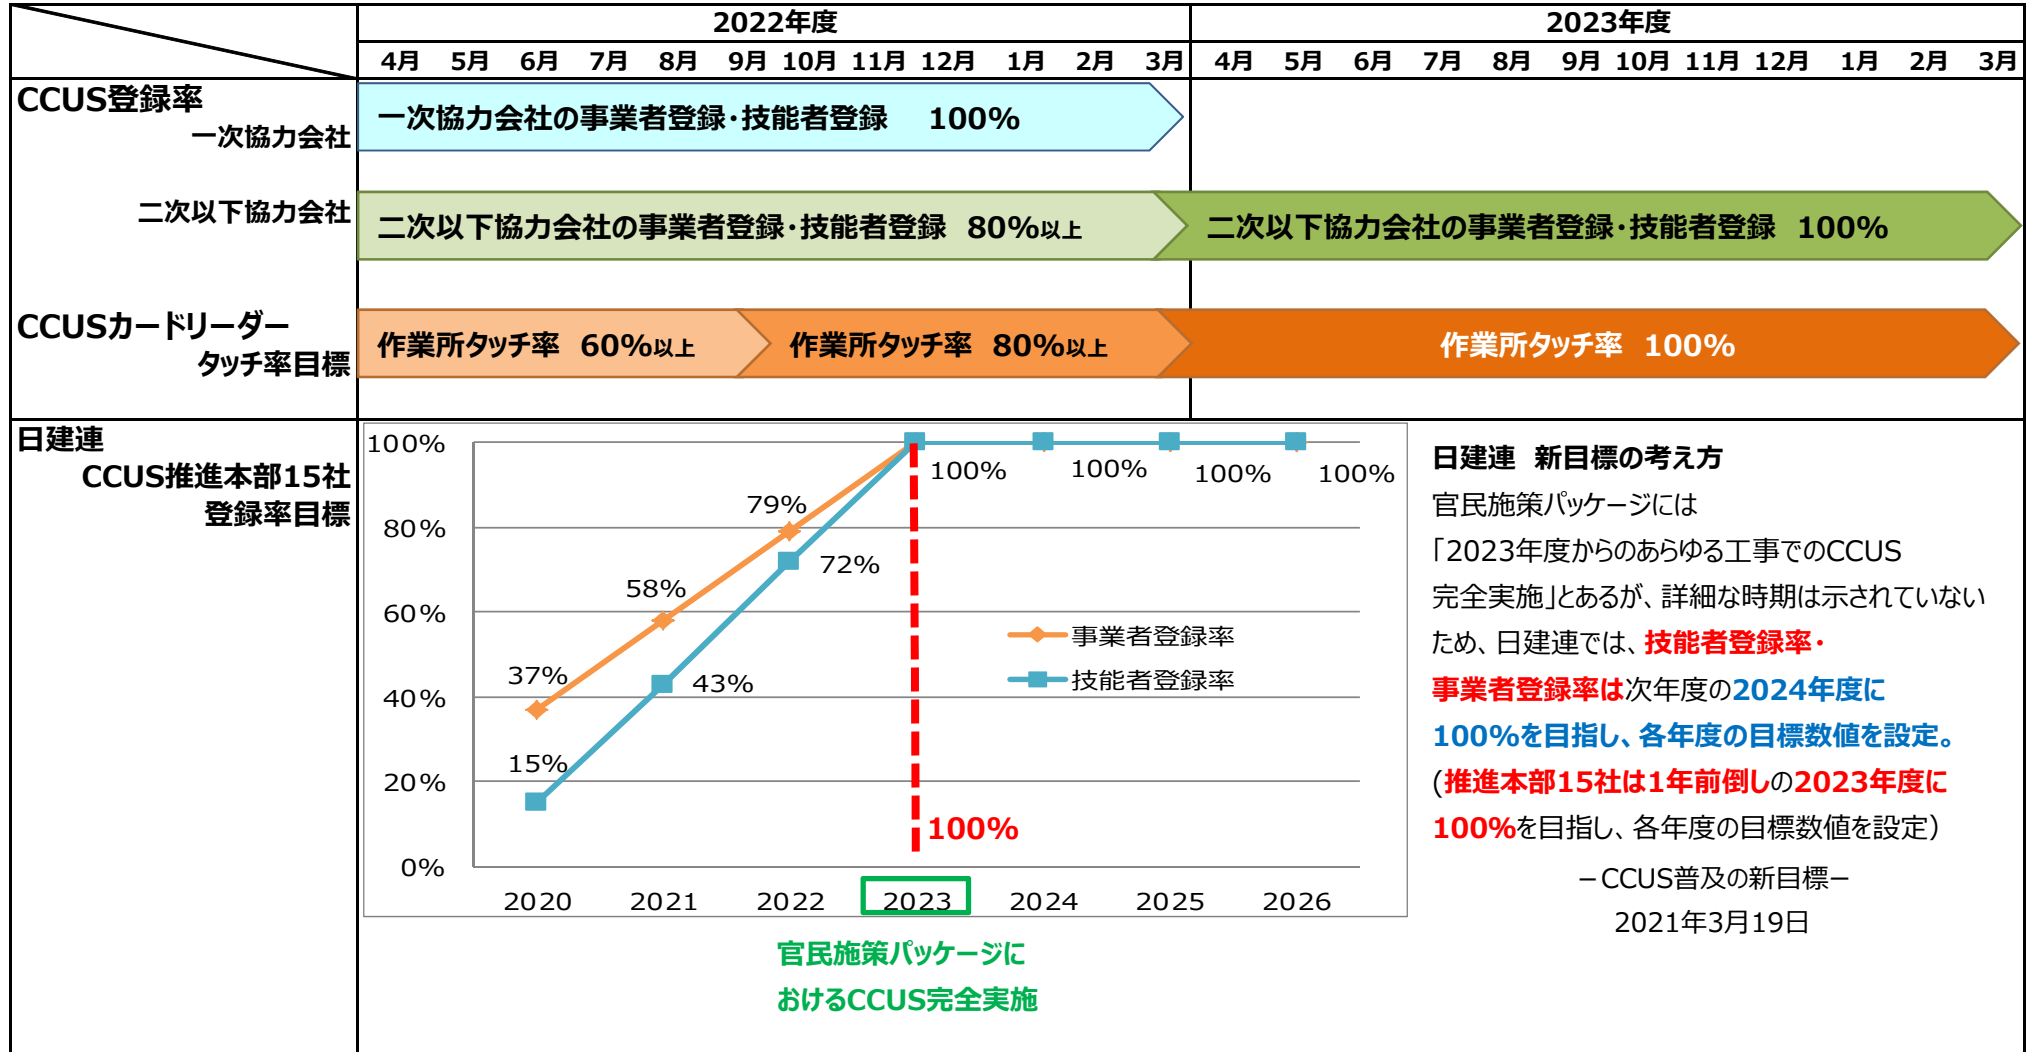 2022年度
2023年度
4月 5月 6月 7月 8月 9月 10月 11月 12月 1月 2月 3月 4月 5月 6月 7月 8月 9月 10月 11月 12月 1月 2月 3月
CCUS登録率
一次協力会社
一次協力会社の事業者登録・技能者登録 100%
二次以下協力会社
二次以下協力会社の事業者登録・技能者登録 80%以上
二次以下協力会社の事業者登録・技能者登録 100%
CCUSカードリーダー
タッチ率目標
作業所タッチ率 60%以上
作業所タッチ率 80%以上
作業所タッチ率 100%
日建連
CCUS推進本部15社
登録率目標
100%
80%
60%
40%
20%
0%
37%
58%
79%
15%
43%
72%
100%
100%
100%
100%
事業者登録率
技能者登録率
100%
2020 2021 2022 2023 2024 2025 2026
官民施策パッケージに
おけるCCUS完全実施
日建連 新目標の考え方
官民施策パッケージには
「2023年度からのあらゆる工事でのCCUS
完全実施」とあるが、詳細な時期は示されていない
ため、日建連では、技能者登録率・
事業者登録率は次年度の2024年度に
100%を目指し、各年度の目標数値を設定。
(推進本部15社は1年前倒しの2023年度に
100%を目指し、各年度の目標数値を設定）
－CCUS普及の新目標－
2021年3月19日